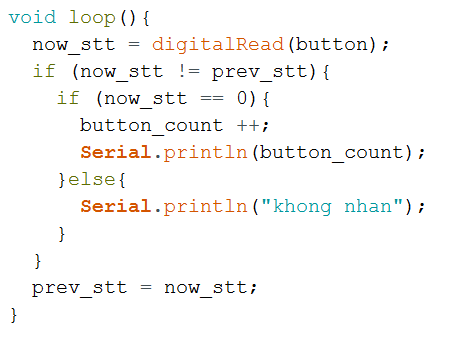 void loop(){
  now_stt = digitalRead(button);
  if (now_stt != prev_stt){
    if (now_stt == 0){
      button_count ++;
      Serial.println(button_count);
    }else{
      Serial.println("khong nhan");
    }
  }
  prev_stt = now_stt;
}